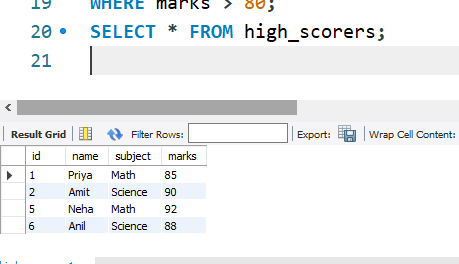 19 WHERE marks > 80;
20 SELECT * FROM high_scorers;
21
Result Grid Filter Rows: Export: Wrap Cell Content:
id name subject marks
1 Priya Math 85
2 Amit Science 90
5 Neha Math 92
6 Anil Science 88